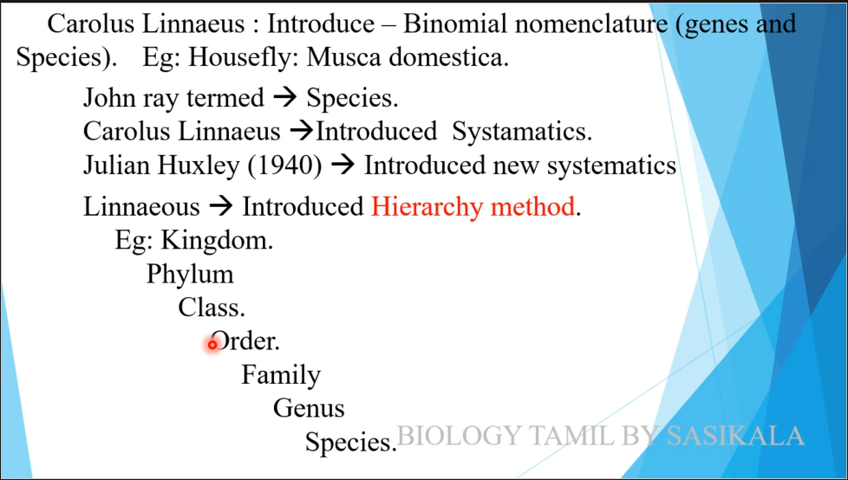 Carolus Linnaeus : Introduce – Binomial nomenclature (genes and
Species). Eg: Housefly: Musca domestica.
John ray termed → Species.
Carolus Linnaeus →Introduced Systamatics.
Julian Huxley (1940) → Introduced new systematics
Linnaeous → Introduced Hierarchy method.
Eg: Kingdom.
Phylum
Class.
Order.
Family
Genus
Species.
BIOLOGY TAMIL BY SASIKALA